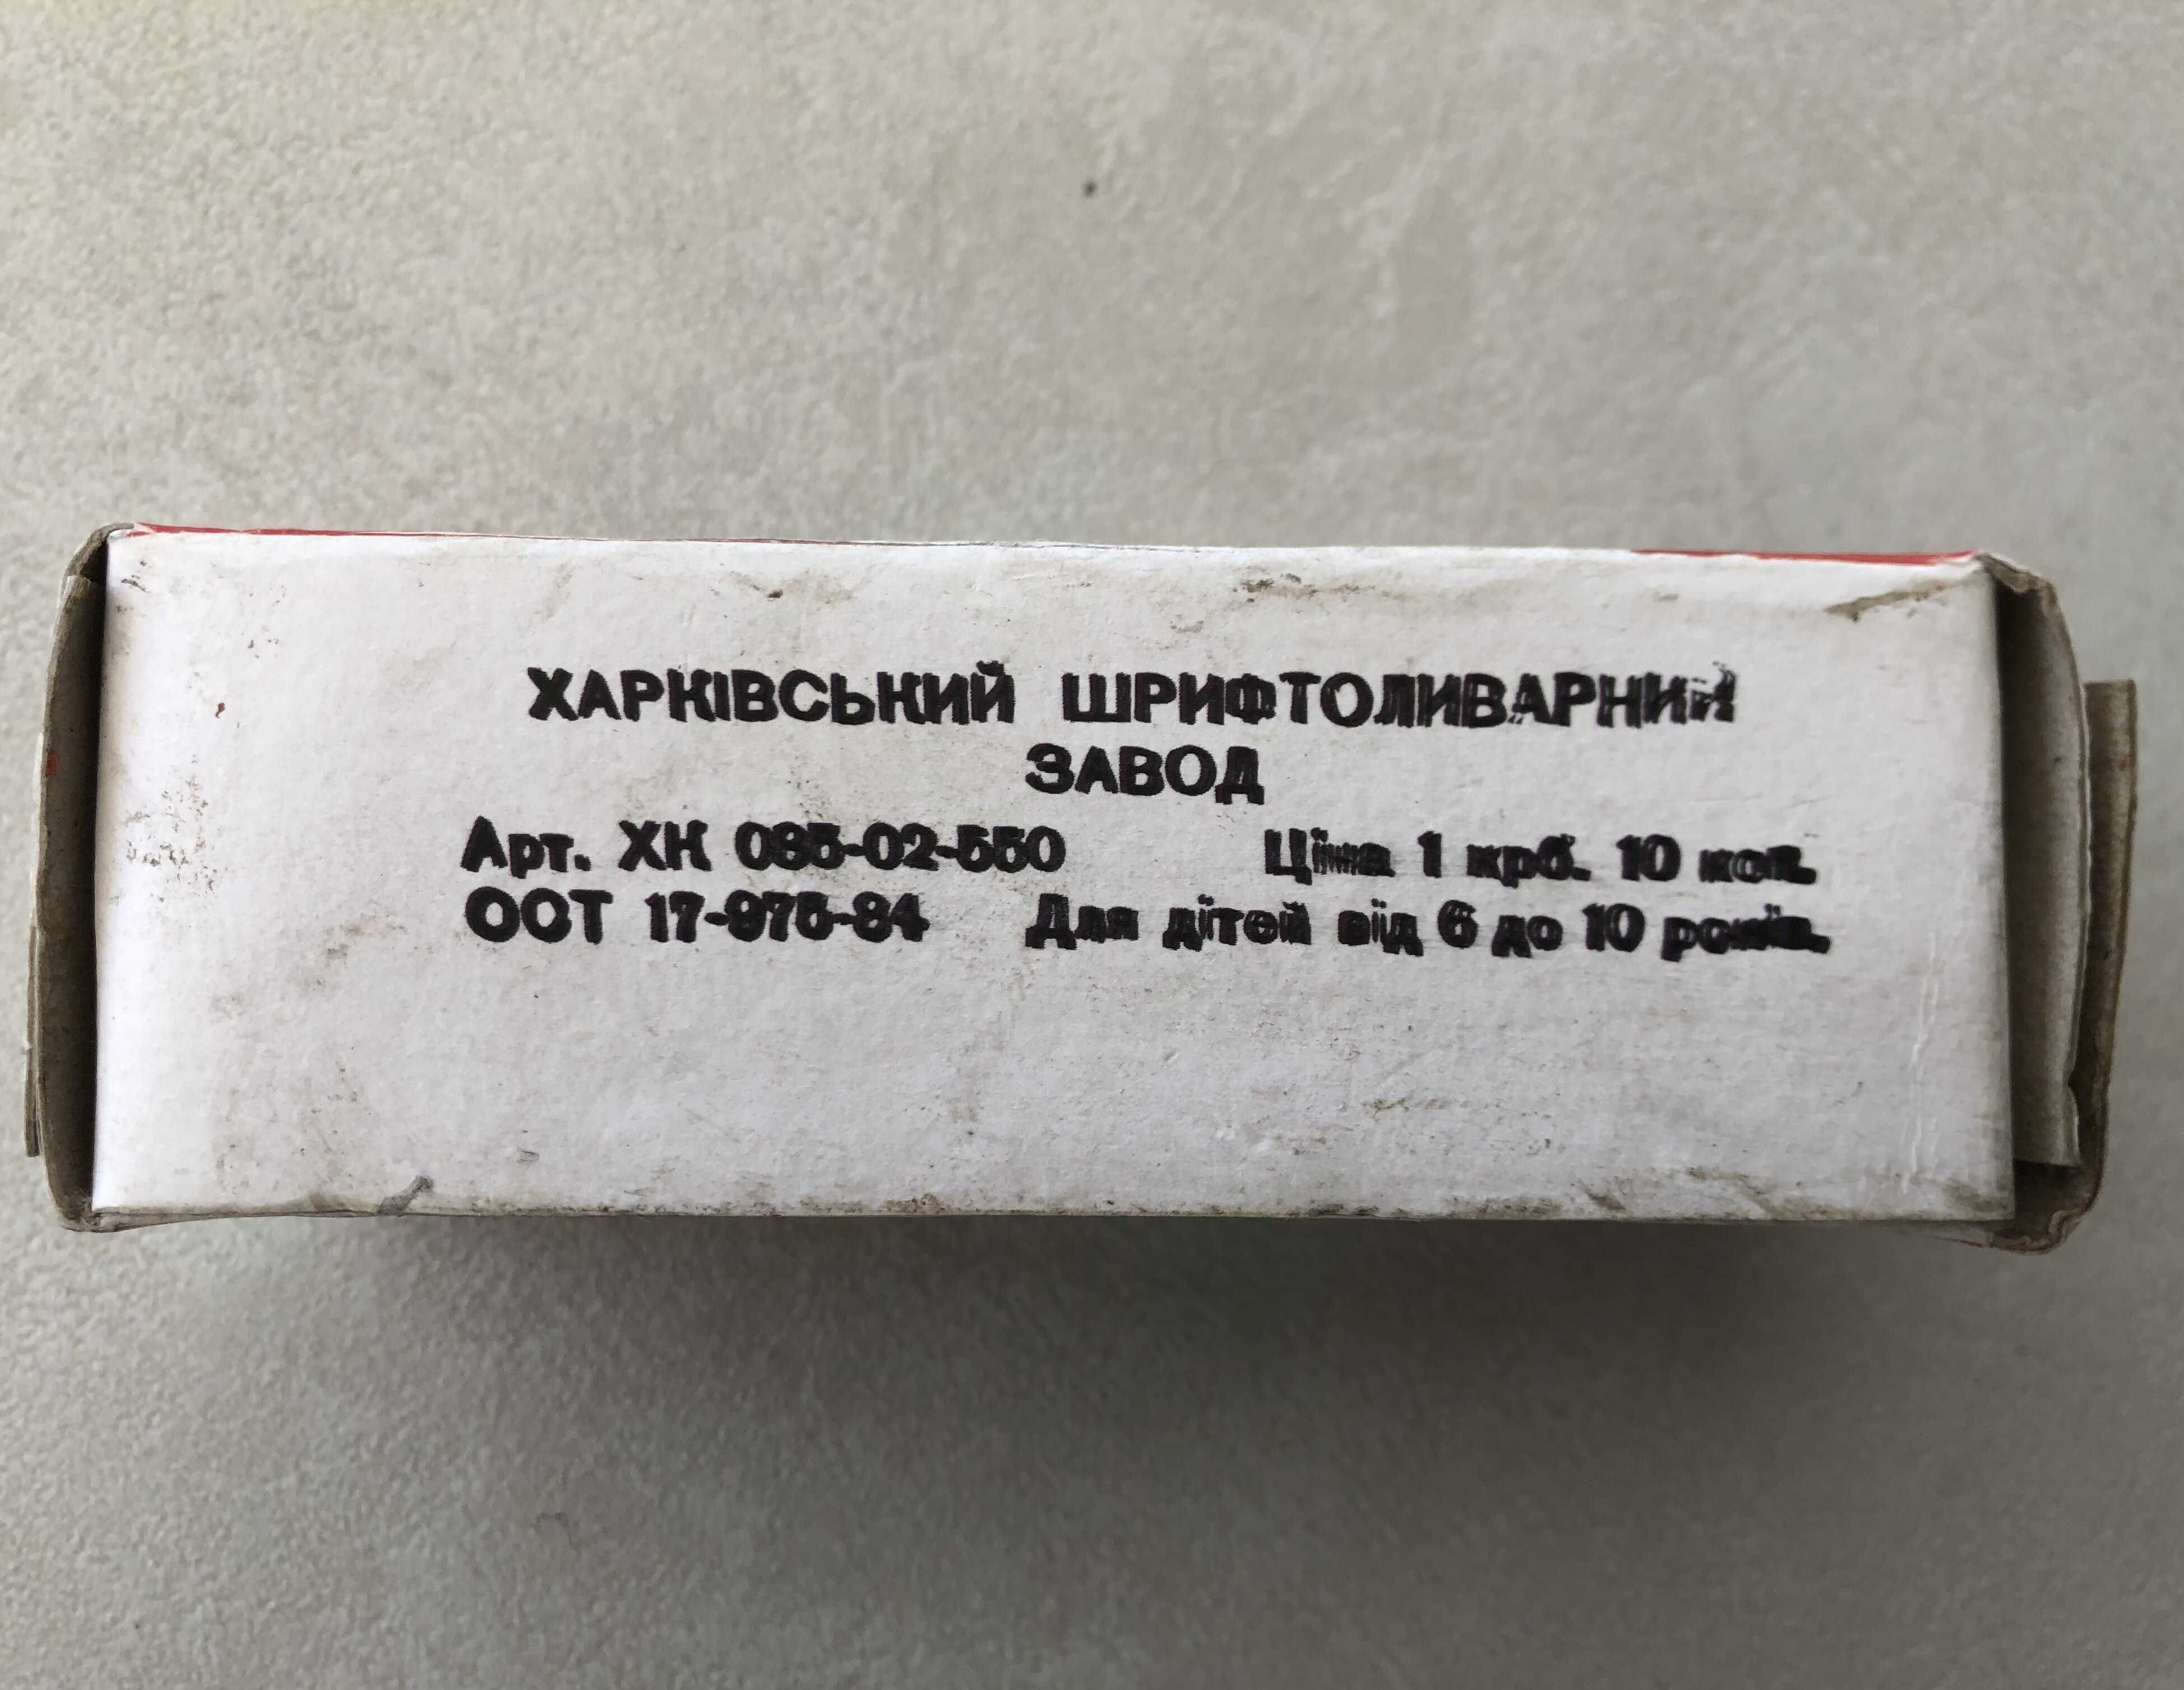 ХАРКІВСЬКИЙ ШРИФТОЛИВАРНИЙ
ЗАВОД
Арт. ХК 085-02-550 Ціна 1 крб. 10 коп.
ОСТ 17-975-84 Для дітей від 6 до 10 років.